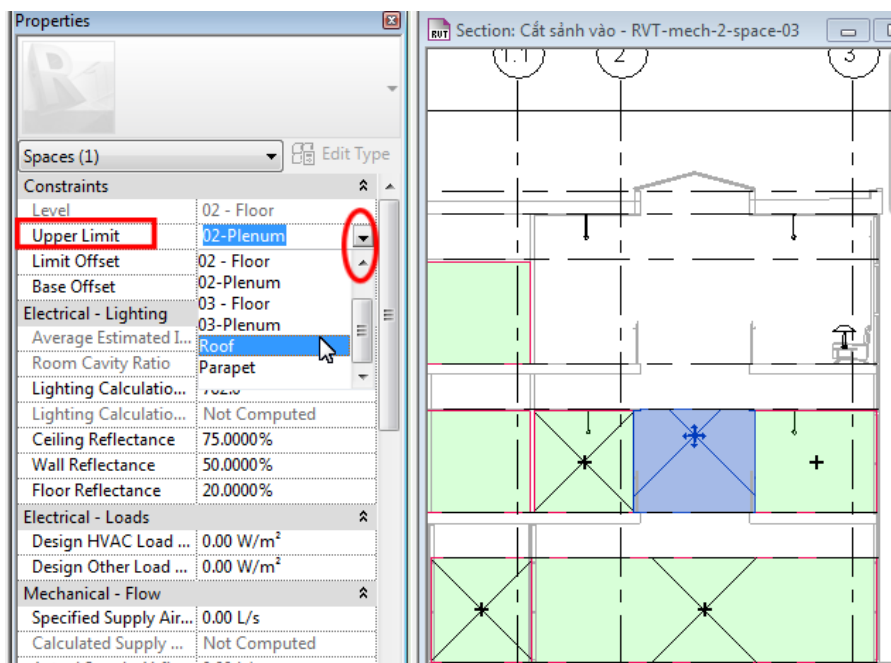 Properties
Spaces (1)
Edit Type
Constraints
Level 02 - Floor
Upper Limit 02-Plenum
Limit Offset 02 - Floor
Base Offset 02-Plenum
03 - Floor
Electrical - Lighting
03-Plenum
Average Estimated I...
Roof
Room Cavity Ratio
Parapet
Lighting Calculatio...
Lighting Calculatio... Not Computed
Ceiling Reflectance 75.0000%
Wall Reflectance 50.0000%
Floor Reflectance 20.0000%
Electrical - Loads
Design HVAC Load ... 0.00 W/m²
Design Other Load ... 0.00 W/m²
Mechanical - Flow
Specified Supply Air... 0.00 L/s
Calculated Supply ... Not Computed
RVT Section: Cắt sảnh vào - RVT-mech-2-space-03
1.1 2 3